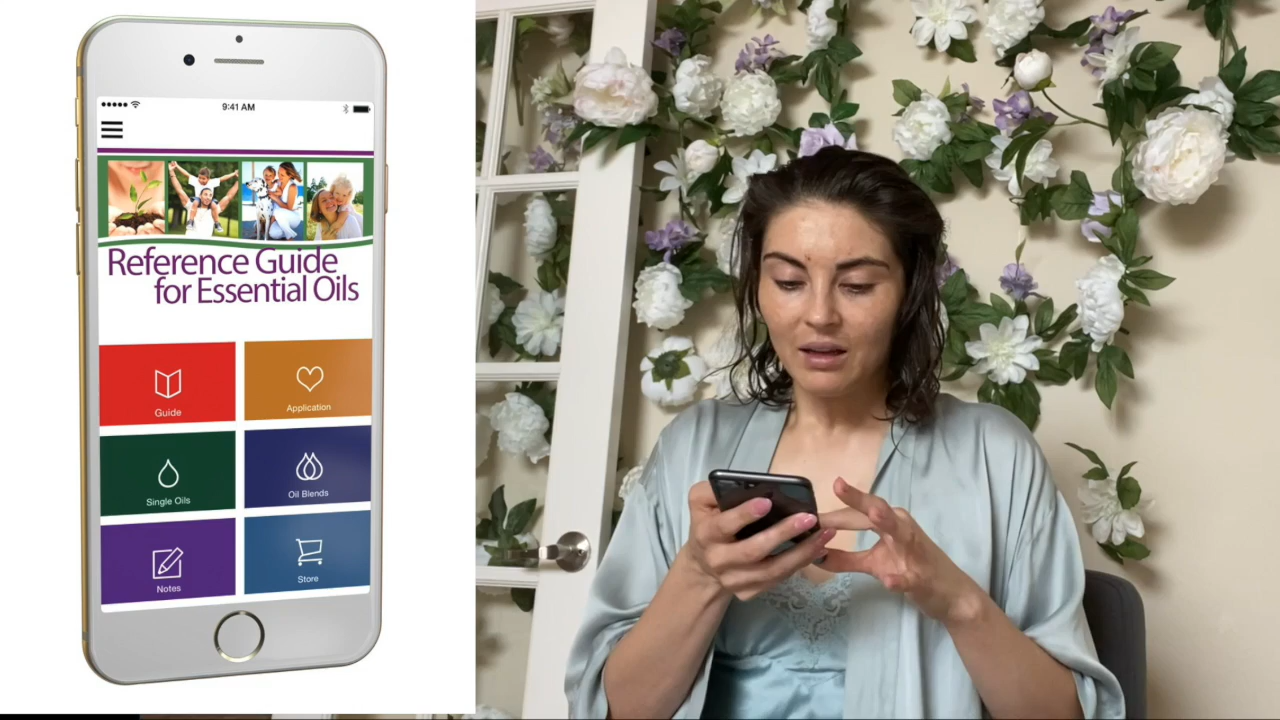 9:41 AM
Reference Guide
for Essential Oils
Guide
Application
Single Oils
Oil Blends
Notes
Store